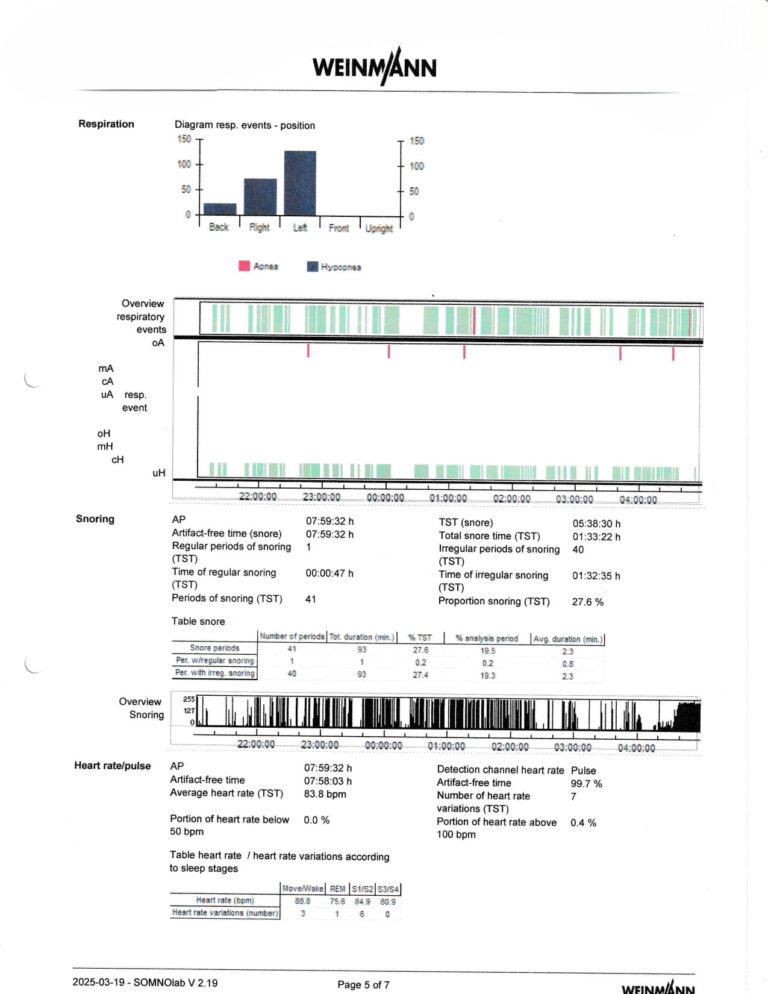 WEINMANN
Respiration
Diagram resp. events - position
150 150
100 100
50 50
0 0
Back Right Left Front Upright
Apnea Hypopnea
Overview
respiratory
events
oA
mA
cA
uA resp.
event
oH
mH
cH
uH
22:00:00 23:00:00 00:00:00 01:00:00 02:00:00 03:00:00 04:00:00
Snoring
AP 07:59:32 h
Artifact-free time (snore) 07:59:32 h
Regular periods of snoring 1
(TST)
Time of regular snoring 00:00:47 h
(TST)
Periods of snoring (TST) 41
TST (snore) 05:38:30 h
Total snore time (TST) 01:33:22 h
Irregular periods of snoring 40
(TST)
Time of irregular snoring 01:32:35 h
(TST)
Proportion snoring (TST) 27.6 %
Table snore
Number of periods Tot. duration (min.) % TST % analysis period Avg. duration (min.)
Snore periods 41 93 27.6 19.5 2.3
Per. w/regular snoring 1 1 0.2 0.2 0.8
Per. with irreg. snoring 40 93 27.4 19.3 2.3
Overview
Snoring
255
127
0
22:00:00 23:00:00 00:00:00 01:00:00 02:00:00 03:00:00 04:00:00
Heart rate/pulse
AP 07:59:32 h
Artifact-free time 07:58:03 h
Average heart rate (TST) 83.8 bpm
Portion of heart rate below 0.0 %
50 bpm
Detection channel heart rate Pulse
Artifact-free time 99.7 %
Number of heart rate 7
variations (TST)
Portion of heart rate above 0.4 %
100 bpm
Table heart rate / heart rate variations according
to sleep stages
Move/Wake REM S1/S2 S3/S4
Heart rate (bpm) 88.8 75.6 84.9 80.9
Heart rate variations (number) 3 1 6 0
2025-03-19 - SOMNOlab V 2.19
Page 5 of 7
WEINMANN